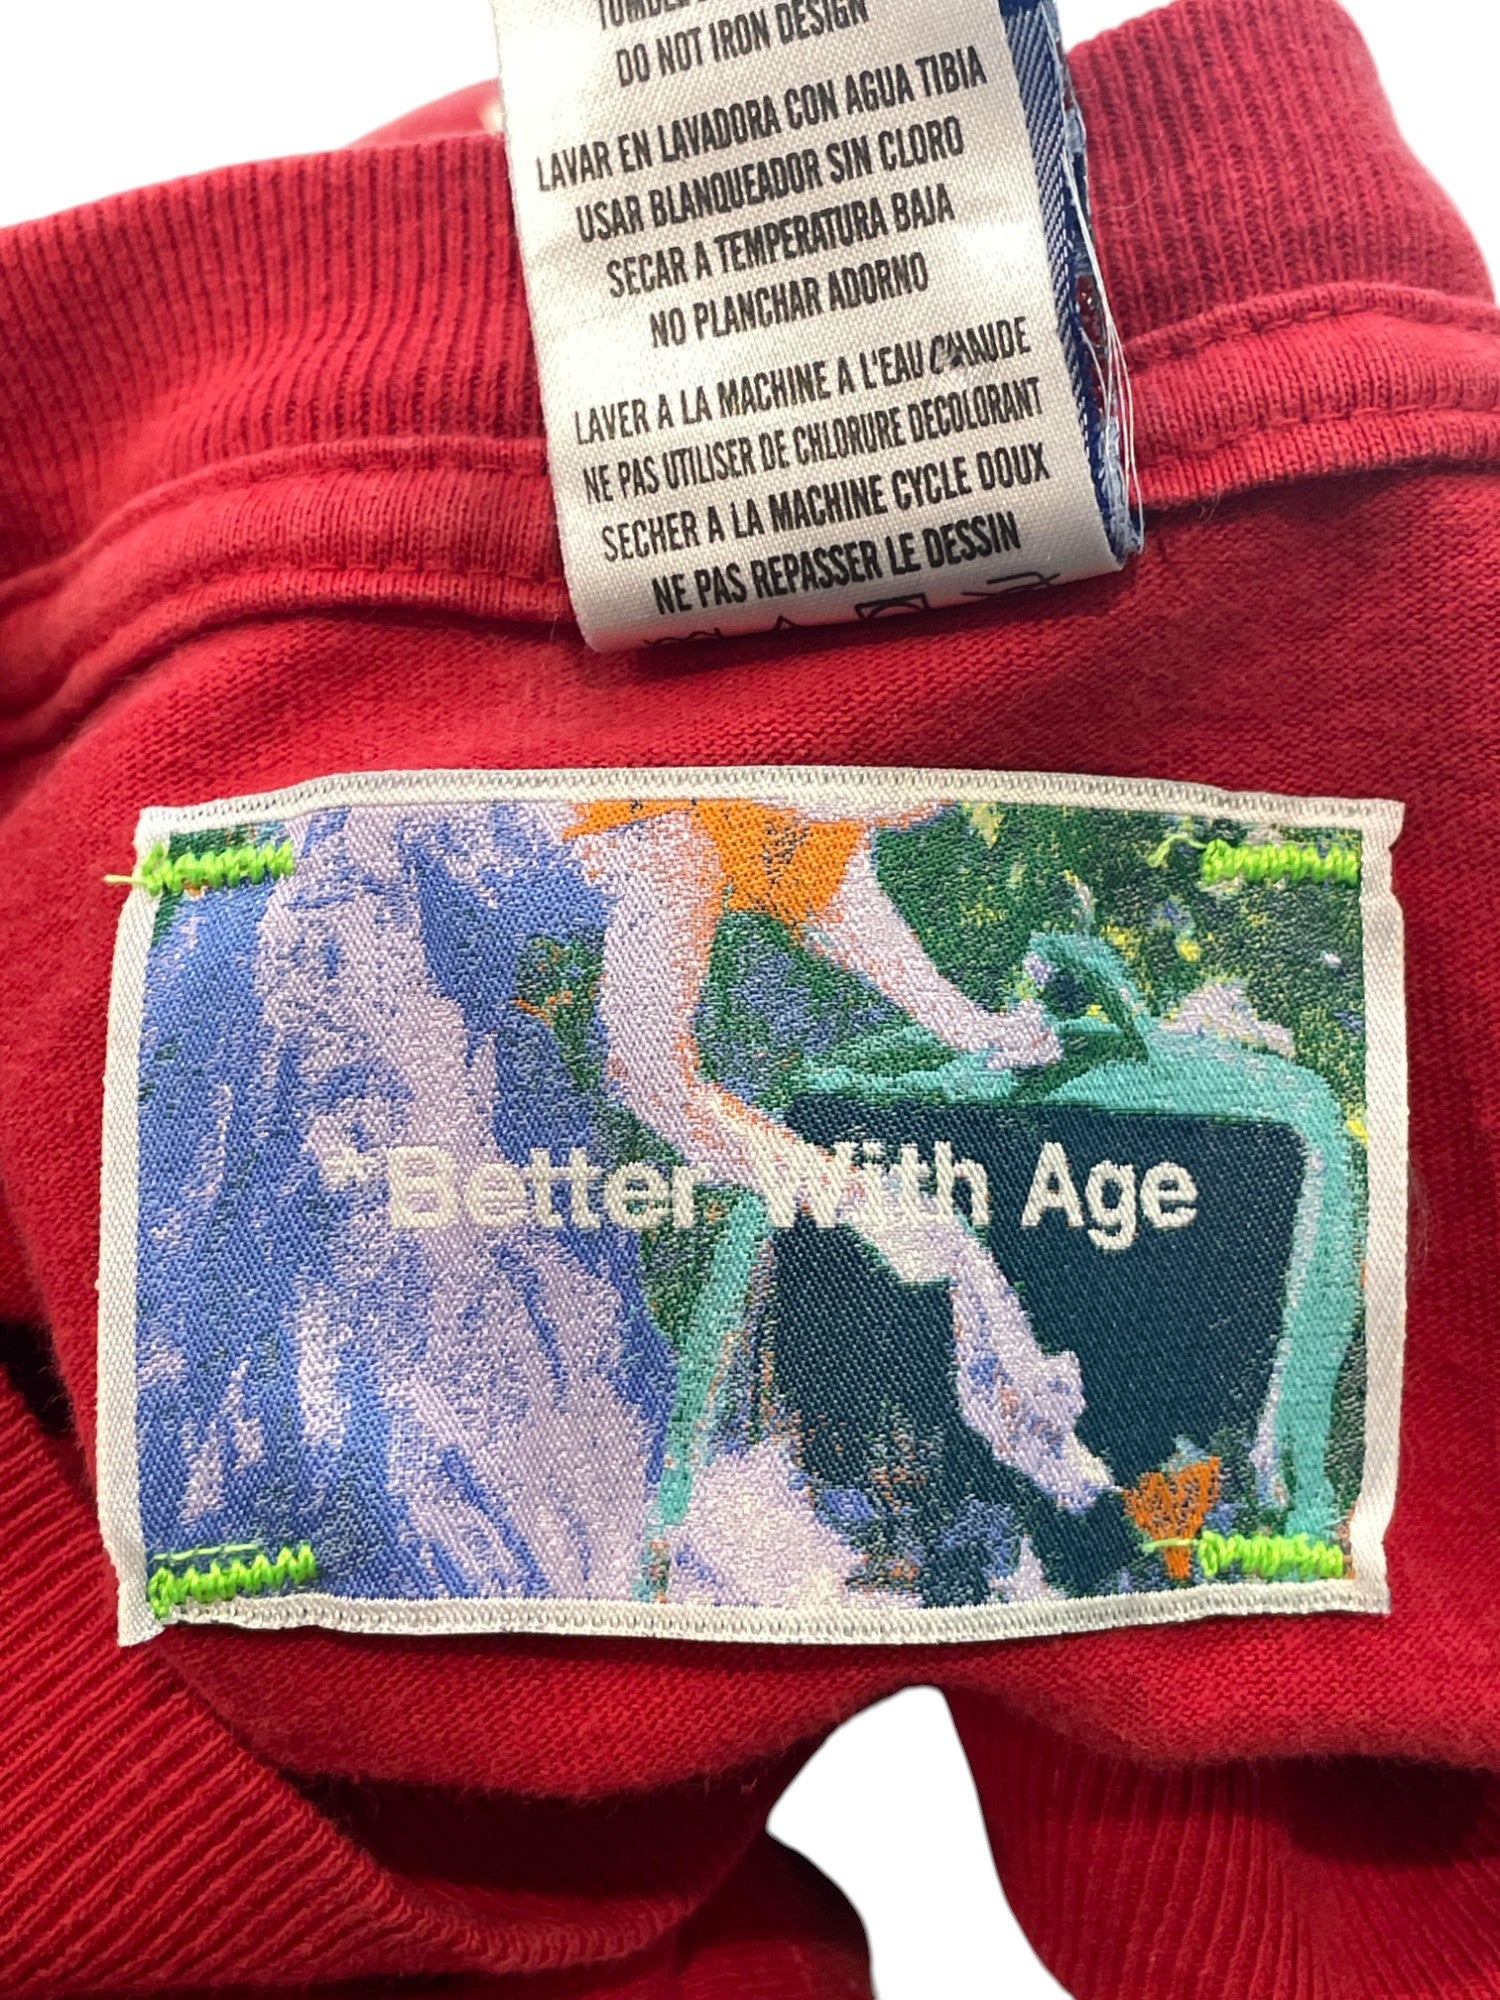 DO NOT IRON DESIGN
LAVAR EN LAVADORA CON AGUA TIBIA
USAR BLANQUEADOR SIN CLORO
SECAR A TEMPERATURA BAJA
NO PLANCHAR ADORNO
LAVER A LA MACHINE A L'EAU CHAUDE
NE PAS UTILISER DE CHLORURE DECOLORANT
SECHER A LA MACHINE CYCLE DOUX
NE PAS REPASSER LE DESSIN
*Better With Age